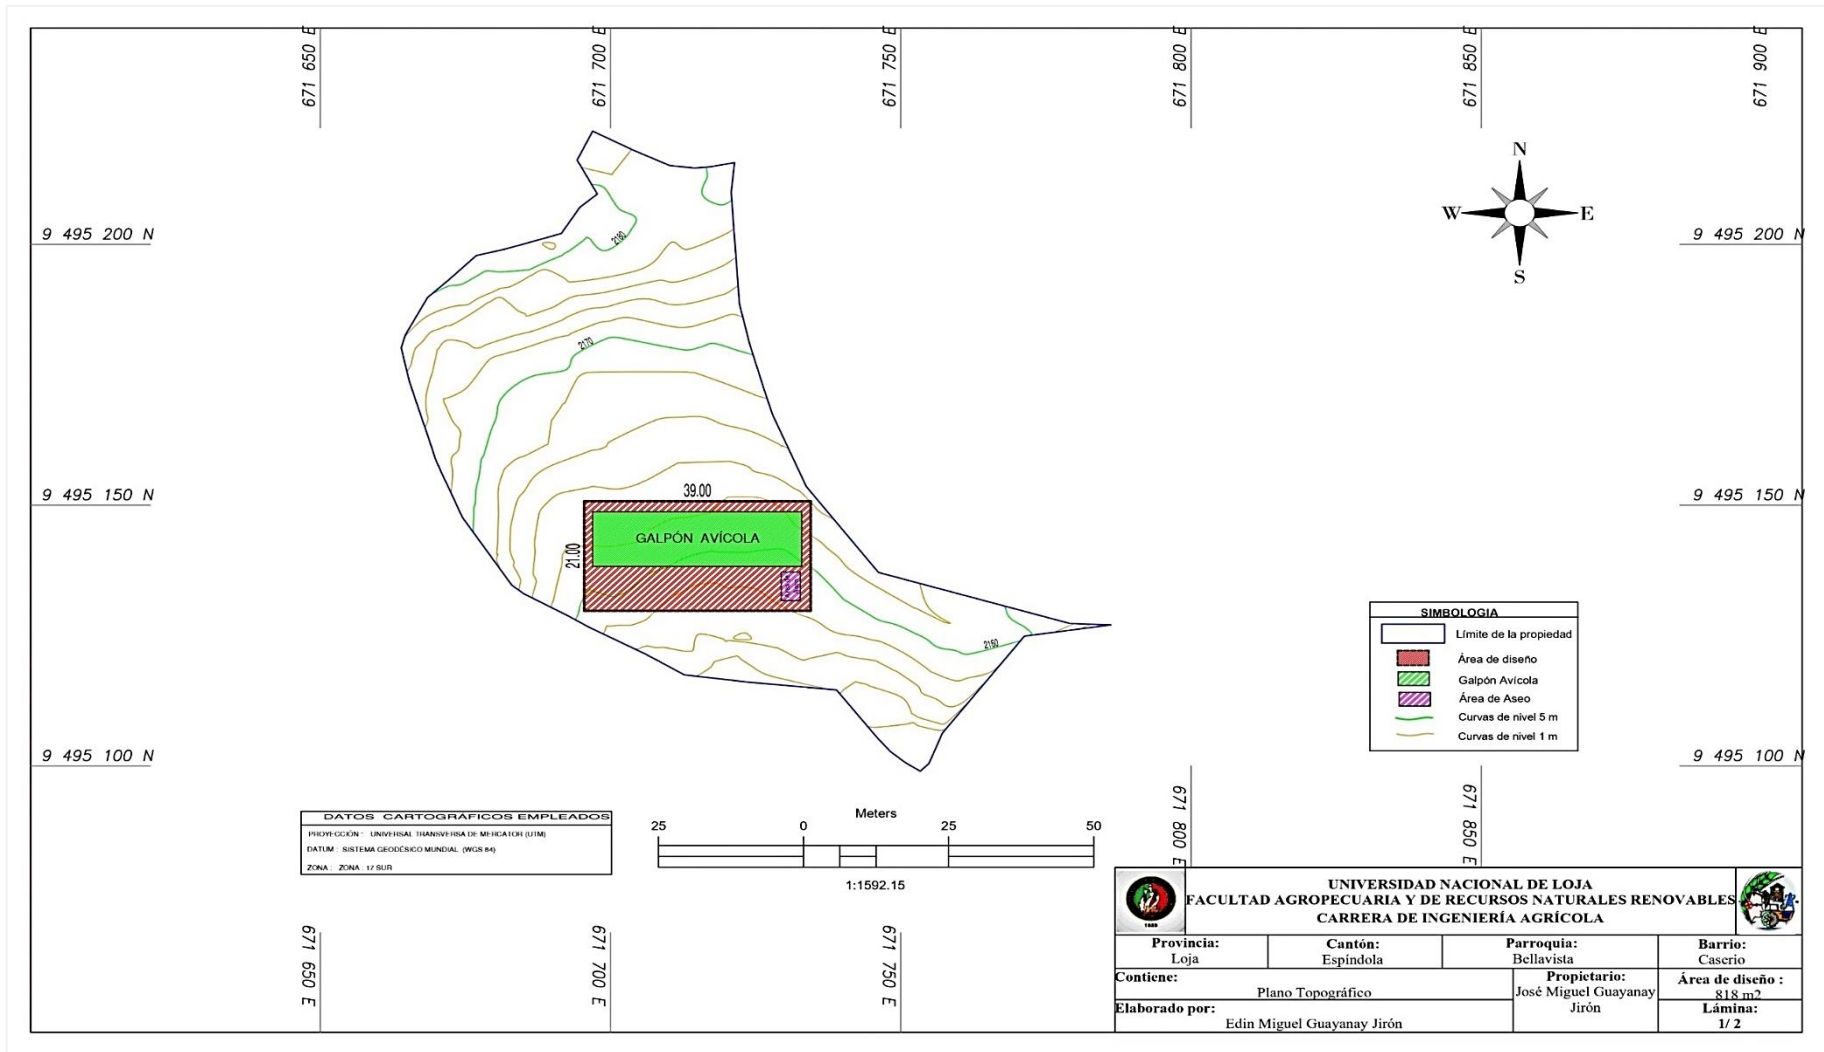 671 650 E
671 700 E
671 750 E
671 800 E
671 850 E
671 900 E
N
W E
S
9 495 200 N
9 495 200 N
2180
2170
9 495 150 N
9 495 150 N
39.00
21.00
GALPÓN AVÍCOLA
2160
SIMBOLOGIA
Límite de la propiedad
Área de diseño
Galpón Avícola
Área de Aseo
Curvas de nivel 5 m
Curvas de nivel 1 m
9 495 100 N
9 495 100 N
DATOS CARTOGRÁFICOS EMPLEADOS
PROYECCIÓN : UNIVERSAL TRANSVERSA DE MERCATOR (UTM)
DATUM : SISTEMA GEODÉSICO MUNDIAL (WGS 84)
ZONA : ZONA : 17 SUR
Meters
25 0 25 50
1:1592.15
671 800 E
671 850 E
671 650 E
671 700 E
671 750 E
UNIVERSIDAD NACIONAL DE LOJA
FACULTAD AGROPECUARIA Y DE RECURSOS NATURALES RENOVABLES
CARRERA DE INGENIERÍA AGRÍCOLA
Provincia:
Loja
Cantón:
Espíndola
Parroquia:
Bellavista
Barrio:
Caserio
Contiene:
Plano Topográfico
Propietario:
José Miguel Guayanay
Jirón
Área de diseño :
818 m2
Elaborado por:
Edin Miguel Guayanay Jirón
Lámina:
1/ 2